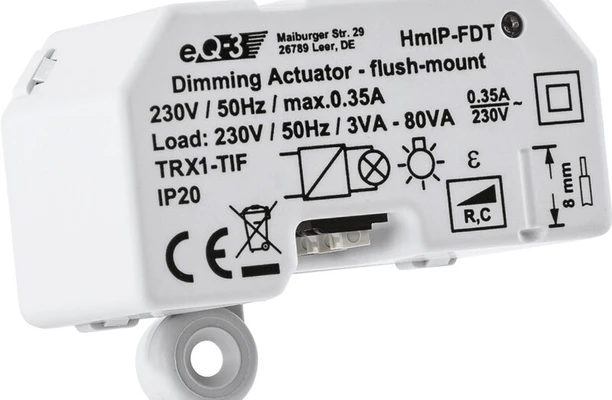 eQ-3
Maiburger Str. 29
26789 Leer, DE
HmIP-FDT
Dimming Actuator - flush-mount
230V / 50Hz / max.0.35A
0.35A
230V ~
Load: 230V / 50Hz / 3VA - 80VA
TRX1-TIF
IP20
ε
R,C
8 mm
CE